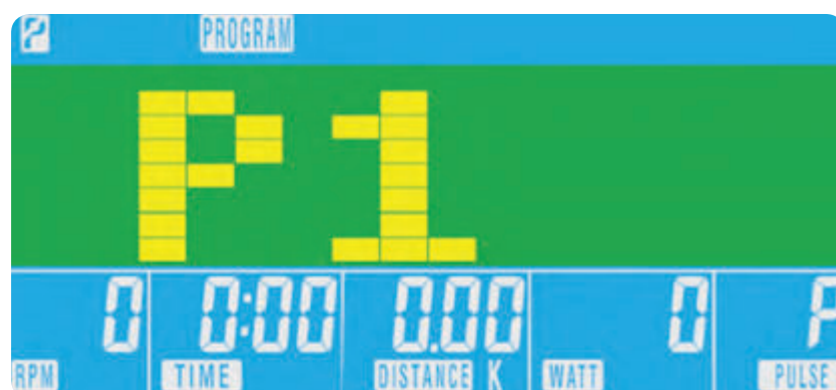 P PROGRAM
P1
0 0:00 0.00 0 P
RPM TIME DISTANCE K WATT PULSE